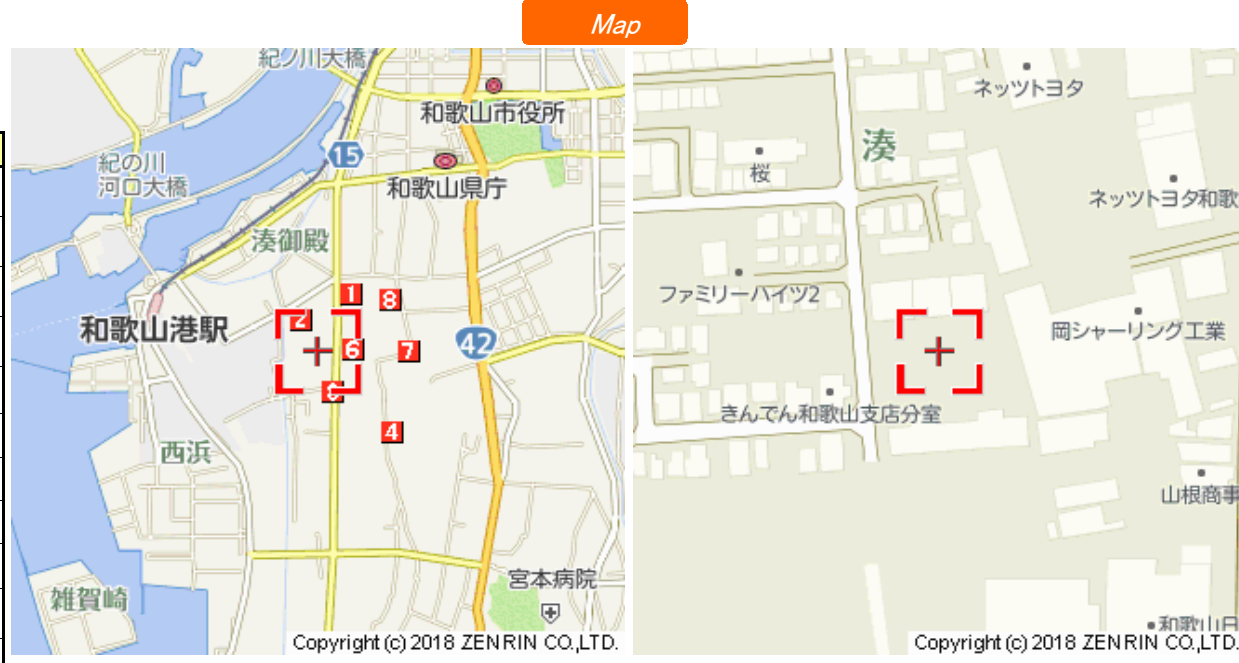 Map
紀ノ川大橋
和歌山市役所
15
紀の川
河口大橋
和歌山県庁
湊御殿
1
8
2
和歌山港駅
6
7
42
4
西浜
宮本病院
雑賀崎
Copyright (c) 2018 ZENRIN CO.,LTD.
ネッツトヨタ
湊
桜
ネッツトヨタ和歌
ファミリーハイツ2
岡シャーリング工業
きんでん和歌山支店分室
山根商事
和歌山日
Copyright (c) 2018 ZENRIN CO.,LTD.